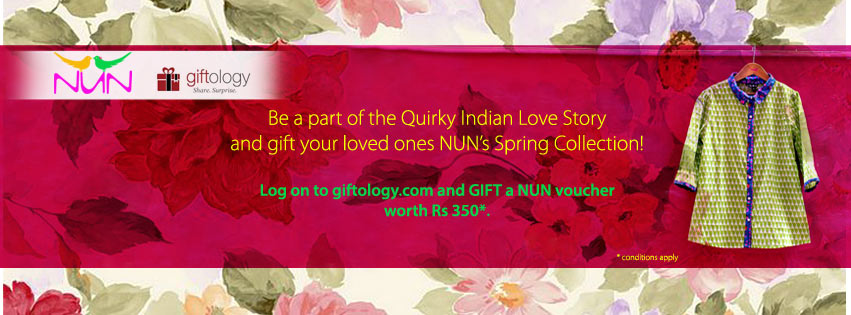 NUN
giftology
Share. Surprise.
Be a part of the Quirky Indian Love Story
and gift your loved ones NUN's Spring Collection!
Log on to giftology.com and GIFT a NUN voucher
worth Rs 350*.
* conditions apply